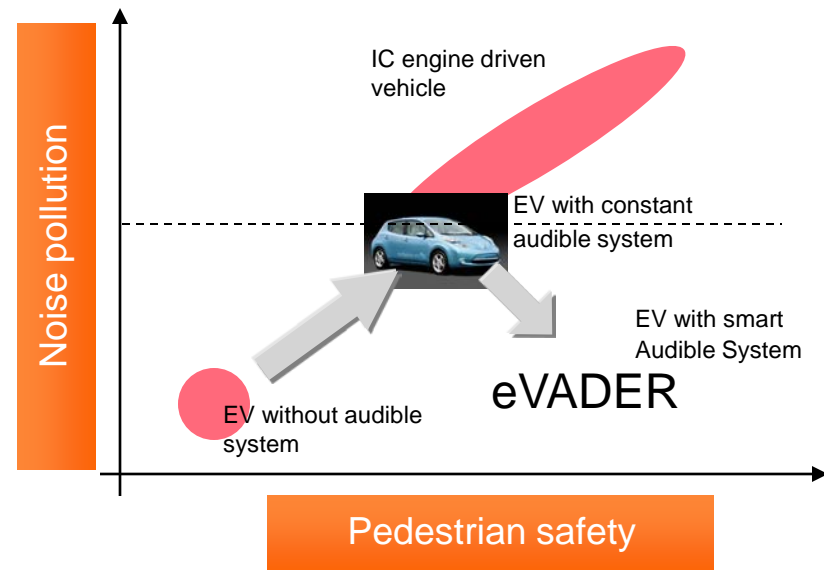 IC engine driven
vehicle
Noise pollution
EV with constant
audible system
EV with smart
Audible System
eVADER
EV without audible
system
Pedestrian safety